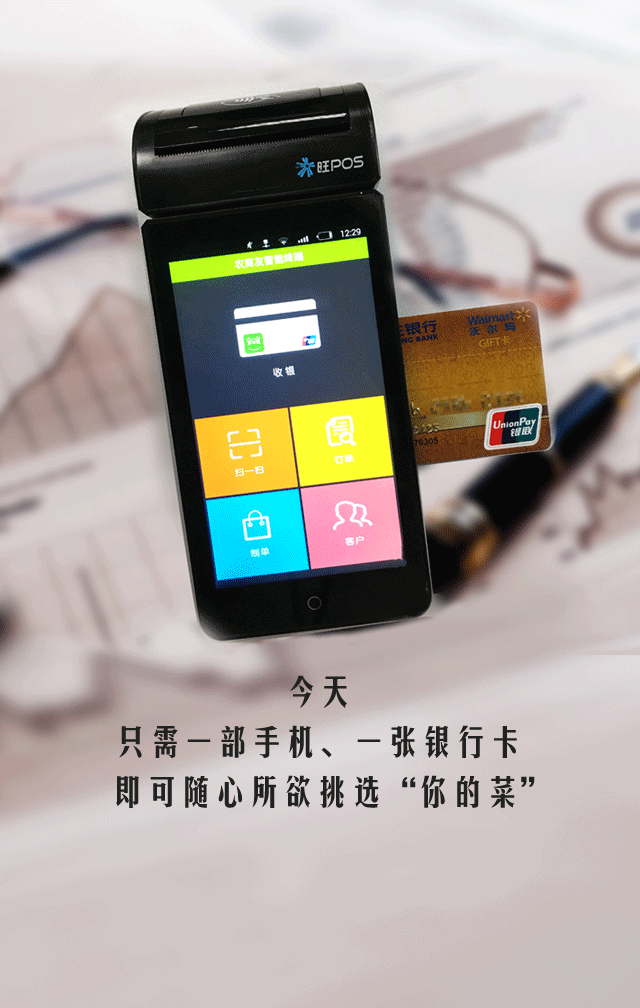 旺POS
12:29
农商友智能终端
收银
扫一扫
订单
制单
客户
银行
NG BANK
Walmart
沃尔玛
GIFT卡
UnionPay
银联
76305
今天
只需一部手机、一张银行卡
即可随心所欲挑选“你的菜”